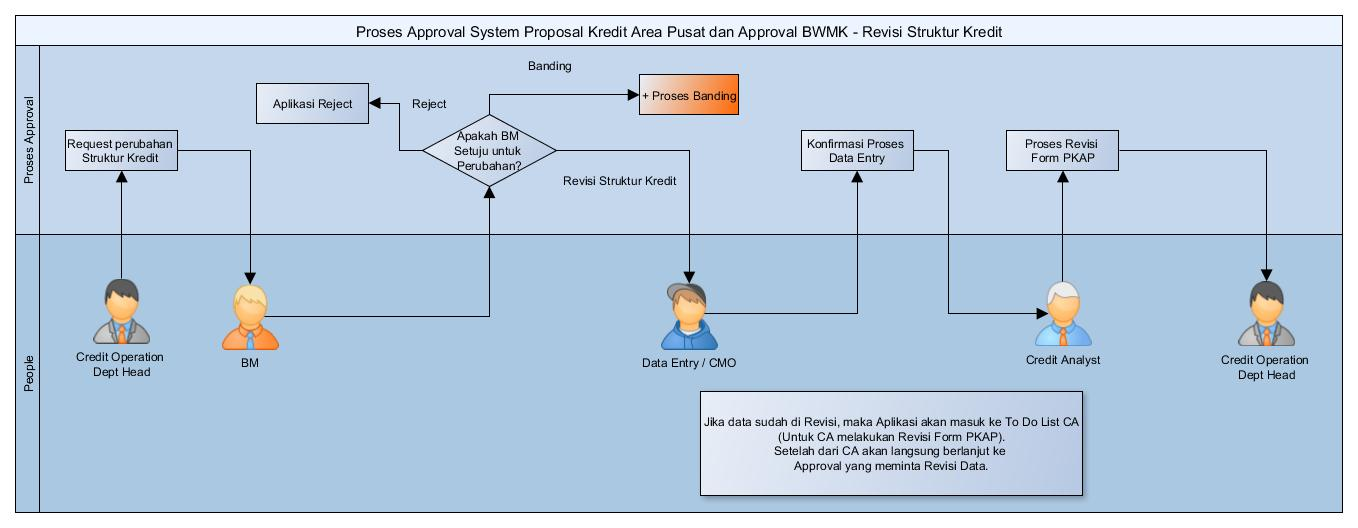 Proses Approval System Proposal Kredit Area Pusat dan Approval BWMK - Revisi Struktur Kredit
Proses Approval
Request perubahan
Struktur Kredit
Aplikasi Reject
Reject
Apakah BM
Setuju untuk
Perubahan?
Banding
+ Proses Banding
Revisi Struktur Kredit
Konfirmasi Proses
Data Entry
Proses Revisi
Form PKAP
People
Credit Operation
Dept Head
BM
Data Entry / CMO
Credit Analyst
Credit Operation
Dept Head
Jika data sudah di Revisi, maka Aplikasi akan masuk ke To Do List CA
(Untuk CA melakukan Revisi Form PKAP).
Setelah dari CA akan langsung berlanjut ke
Approval yang meminta Revisi Data.